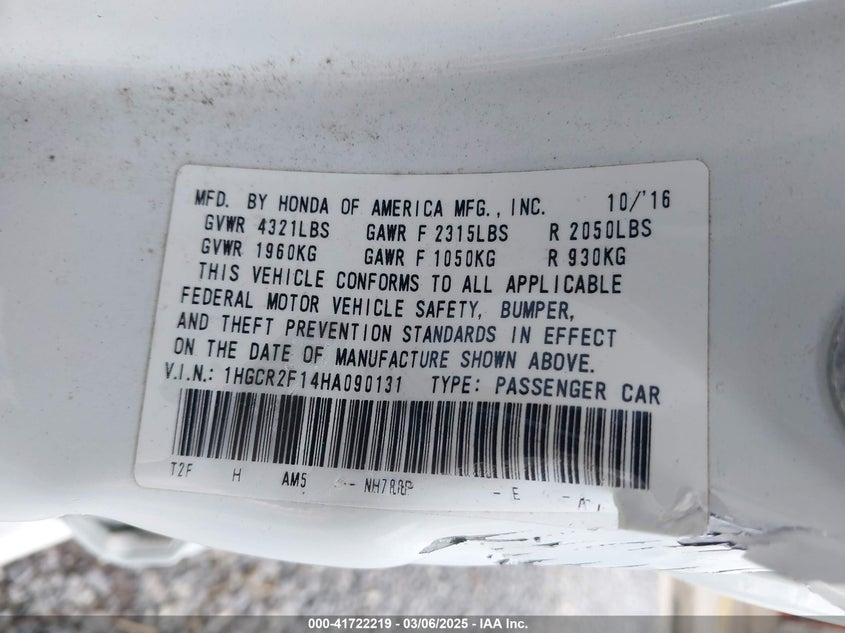 MFD. BY HONDA OF AMERICA MFG., INC. 10/'16
GVWR 4321LBS GAWR F 2315LBS R 2050LBS
GVWR 1960KG GAWR F 1050KG R 930KG
THIS VEHICLE CONFORMS TO ALL APPLICABLE
FEDERAL MOTOR VEHICLE SAFETY, BUMPER,
AND THEFT PREVENTION STANDARDS IN EFFECT
ON THE DATE OF MANUFACTURE SHOWN ABOVE.
V.I.N.: 1HGCR2F14HA090131 TYPE: PASSENGER CAR
T2F H AM5 NH788P - E - A
000-41722219 | 03/06/2025 - IAA Inc.